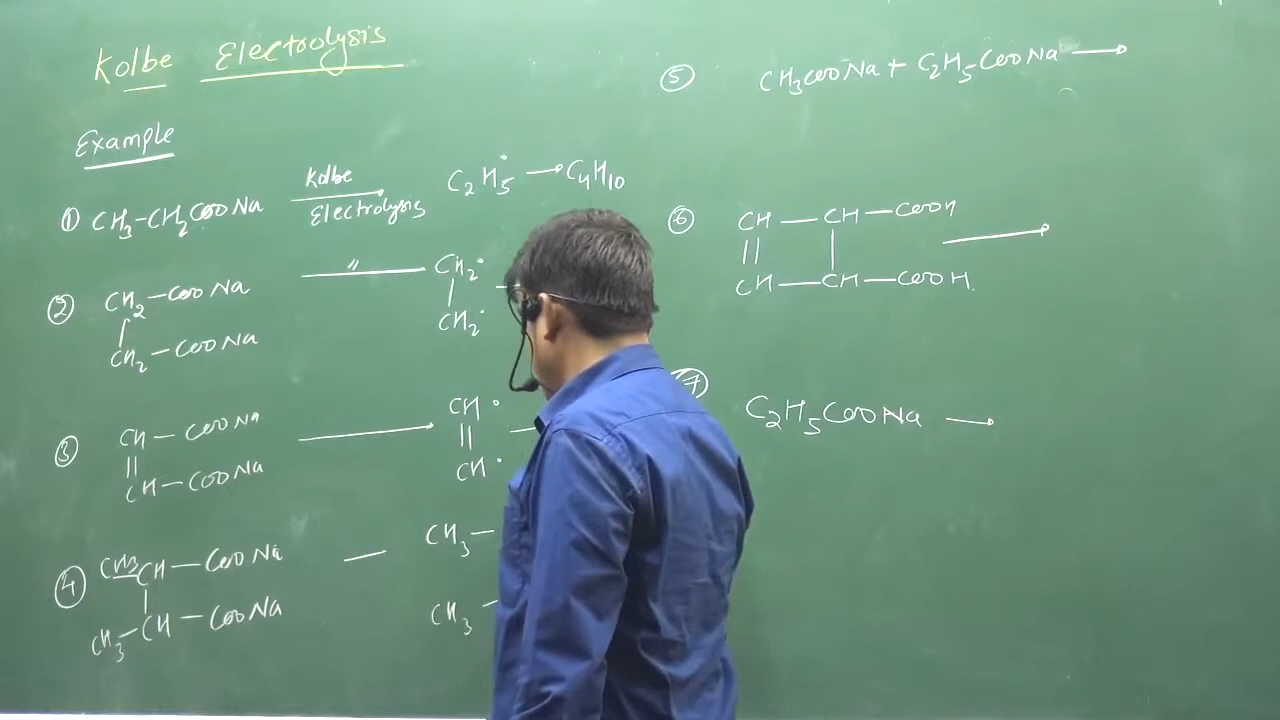 Kolbe Electrolysis
Example
① CH₃-CH₂COONa Kolbe Electrolysis C₂H₅• → C₄H₁₀
② CH₂-COONa 〃 CH₂•
|
CH₂-COONa CH₂•
③ CH-COONa → CH•
||
CH-COONa CH•
④ CH₃-CH-COONa — CH₃-
|
CH₃-CH-COONa CH₃-
⑤ CH₃COONa + C₂H₅COONa →
⑥ CH-CH-COOH →
|| |
CH-CH-COOH.
⑦ C₂H₅COONa →